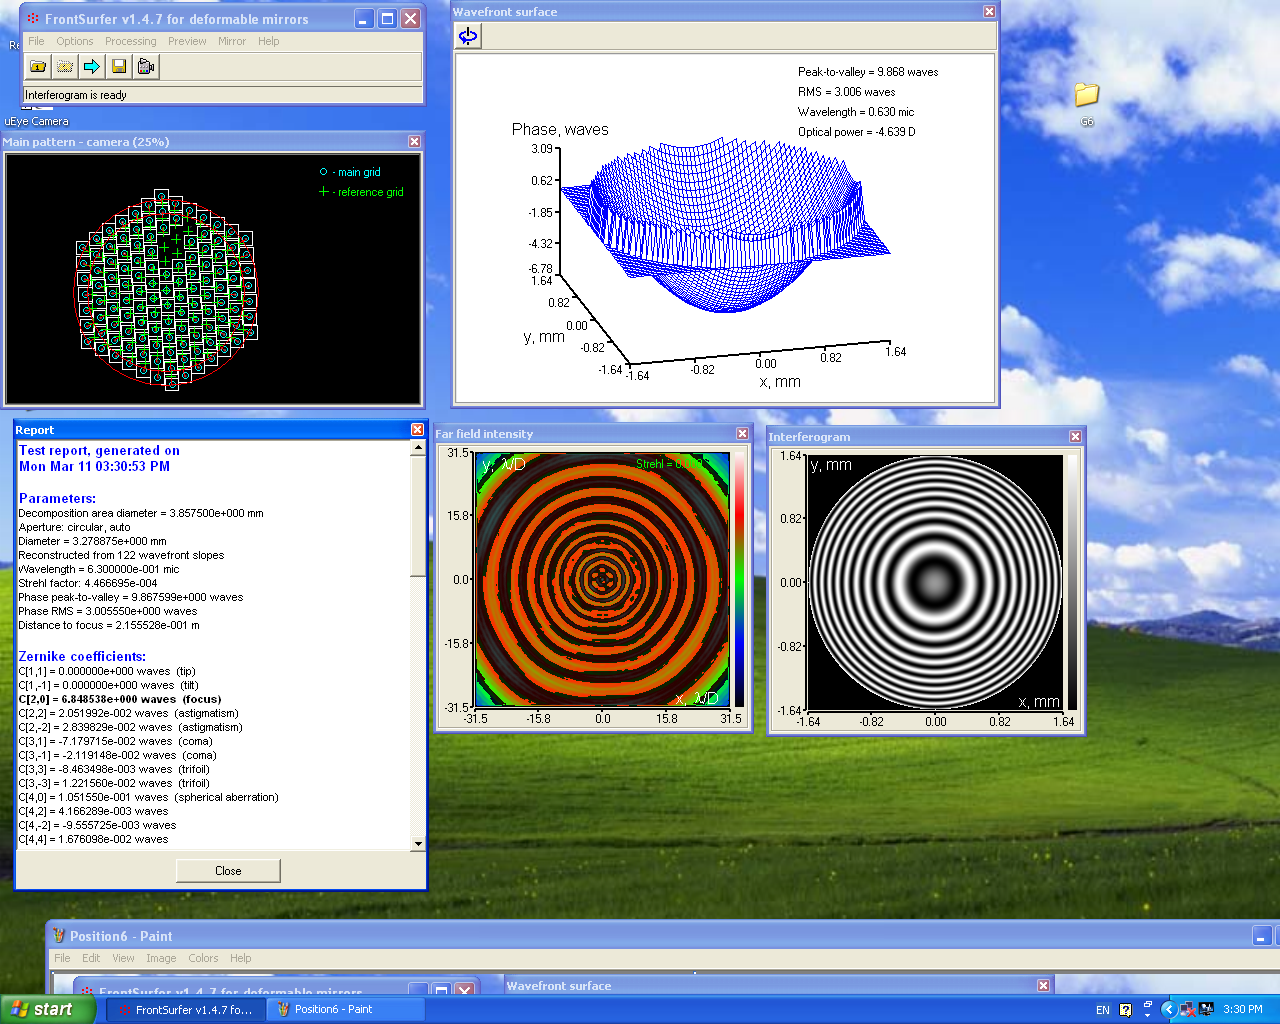 FrontSurfer v1.4.7 for deformable mirrors
File Options Processing Preview Mirror Help
Interferogram is ready
uEye Camera
Main pattern - camera (25%)
- main grid
- reference grid
Wavefront surface
Peak-to-valley = 9.868 waves
RMS = 3.006 waves
Wavelength = 0.630 mic
Optical power = -4.639 D
Phase, waves
3.09
0.62
-1.85
-4.32
-6.78
1.64
0.82
0.00
-0.82
-1.64
y, mm
-1.64
-0.82
0.00
0.82
1.64
x, mm
G6
Report
Test report, generated on
Mon Mar 11 03:30:53 PM
Parameters:
Decomposition area diameter = 3.857500e+000 mm
Aperture: circular, auto
Diameter = 3.278875e+000 mm
Reconstructed from 122 wavefront slopes
Wavelength = 6.300000e-001 mic
Strehl factor: 4.466695e-004
Phase peak-to-valley = 9.867599e+000 waves
Phase RMS = 3.005550e+000 waves
Distance to focus = 2.155528e-001 m
Zernike coefficients:
C[1,1] = 0.000000e+000 waves (tip)
C[1,-1] = 0.000000e+000 waves (tilt)
C[2,0] = 6.848538e+000 waves (focus)
C[2,2] = 2.051992e-002 waves (astigmatism)
C[2,-2] = 2.839829e-002 waves (astigmatism)
C[3,1] = -7.179715e-002 waves (coma)
C[3,-1] = -2.119148e-002 waves (coma)
C[3,3] = -8.463498e-003 waves (trifoil)
C[3,-3] = 1.221560e-002 waves (trifoil)
C[4,0] = 1.051550e-001 waves (spherical aberration)
C[4,2] = 4.166289e-003 waves
C[4,-2] = -9.555725e-003 waves
C[4,4] = 1.676098e-002 waves
Close
Far field intensity
31.5
15.8
0.0
-15.8
-31.5
y, λ/D
Strehl = 0.0
x, λ/D
-31.5
-15.8
0.0
15.8
31.5
Interferogram
1.64
0.82
0.00
-0.82
-1.64
y, mm
x, mm
-1.64
-0.82
0.00
0.82
1.64
Position6 - Paint
File Edit View Image Colors Help
FrontSurfer v1.4.7 for deformable mirrors
Wavefront surface
start
FrontSurfer v1.4.7 fo...
Position6 - Paint
EN
3:30 PM